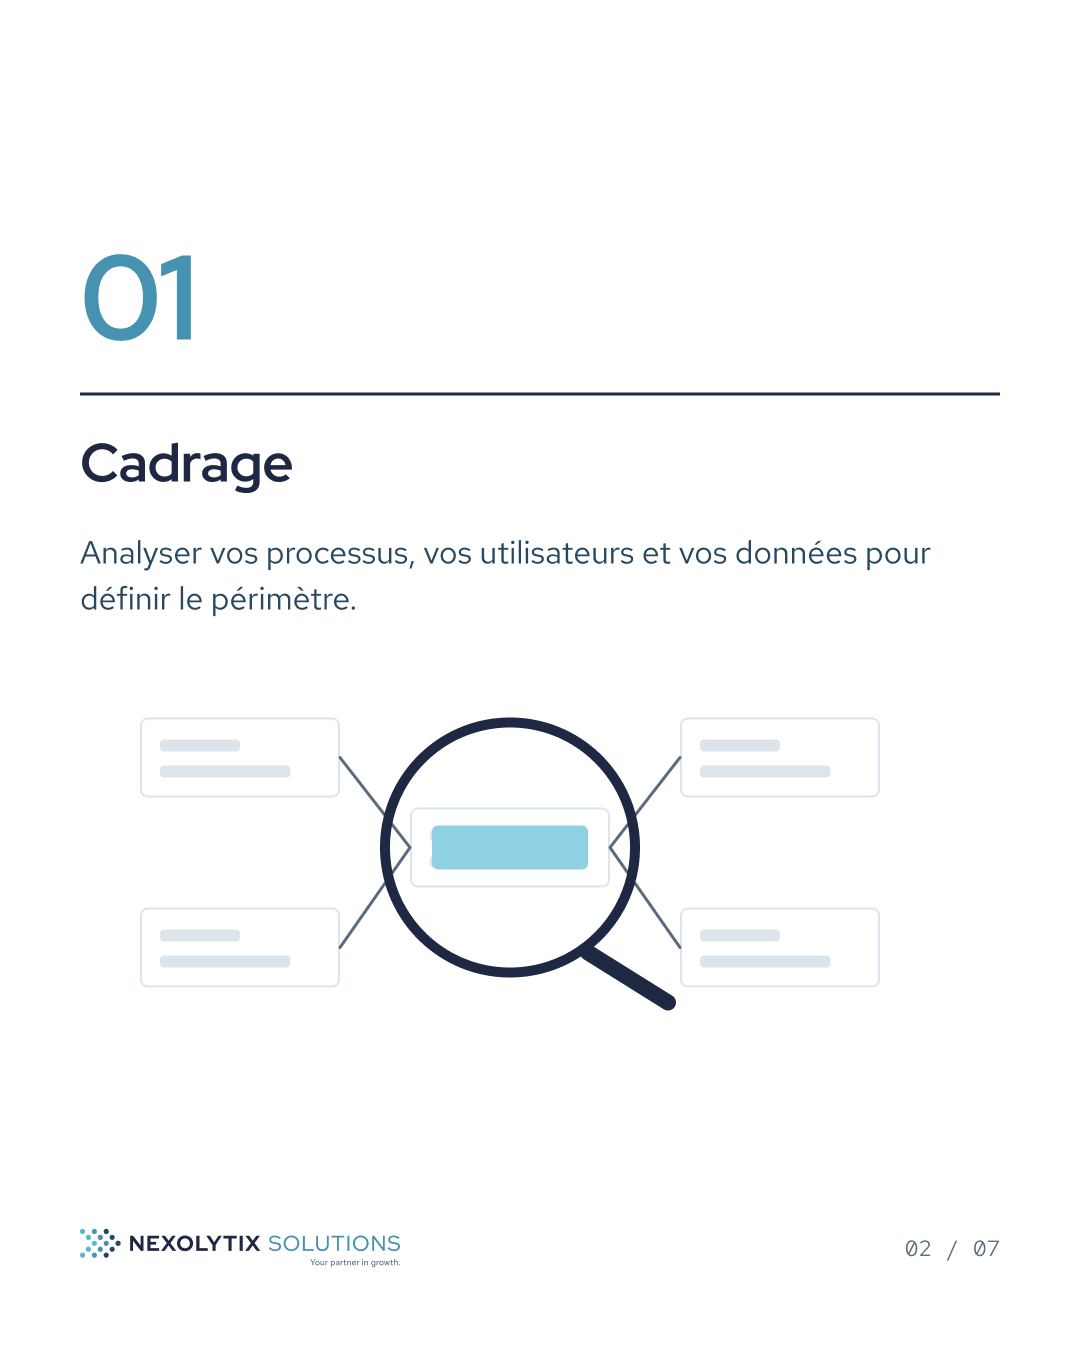 01
Cadrage
Analyser vos processus, vos utilisateurs et vos données pour
définir le périmètre.
NEXOLYTIX SOLUTIONS
Your partner in growth.
02 / 07